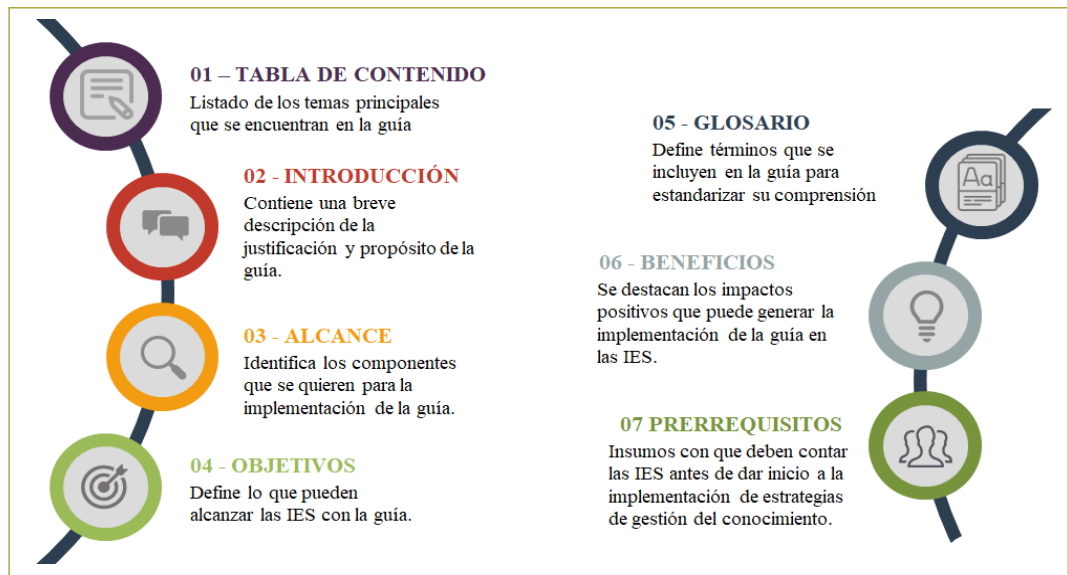 01 – TABLA DE CONTENIDO
Listado de los temas principales
que se encuentran en la guía
02 - INTRODUCCIÓN
Contiene una breve
descripción de la
justificación y propósito de la
guía.
03 - ALCANCE
Identifica los componentes
que se quieren para la
implementación de la guía.
04 - OBJETIVOS
Define lo que pueden
alcanzar las IES con la guía.
05 - GLOSARIO
Define términos que se
incluyen en la guía para
estandarizar su comprensión
Aa
06 - BENEFICIOS
Se destacan los impactos
positivos que puede generar la
implementación de la guía en
las IES.
07 PRERREQUISITOS
Insumos con que deben contar
las IES antes de dar inicio a la
implementación de estrategias
de gestión del conocimiento.